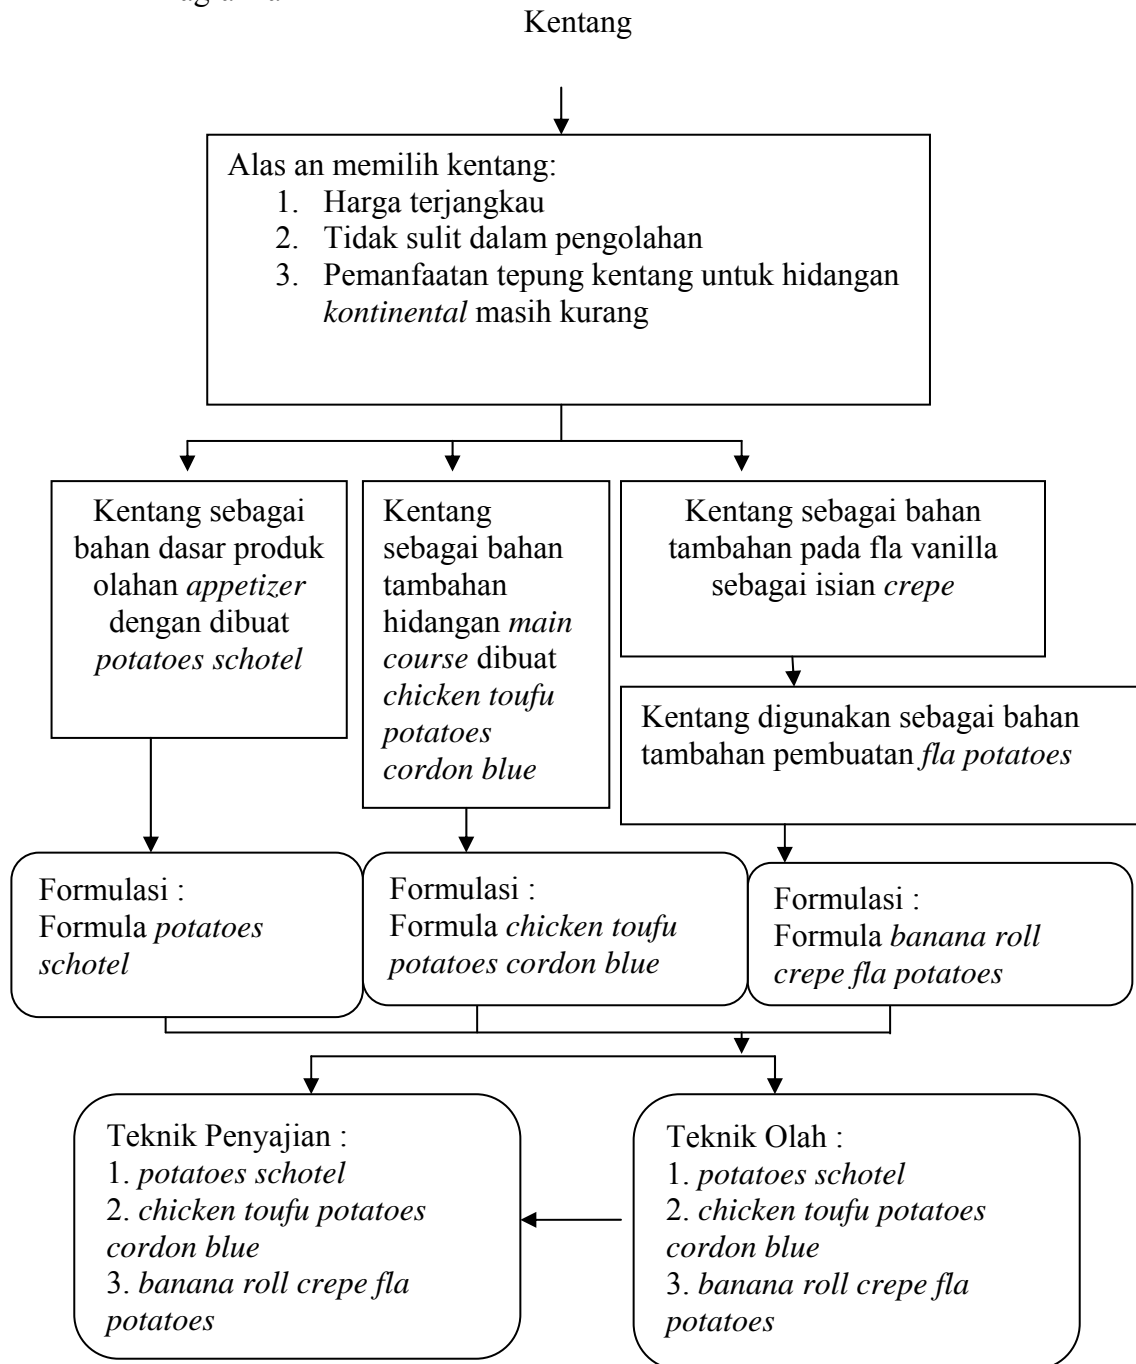 Kentang
Alas an memilih kentang:
1. Harga terjangkau
2. Tidak sulit dalam pengolahan
3. Pemanfaatan tepung kentang untuk hidangan
kontinental masih kurang
Kentang sebagai
bahan dasar produk
olahan appetizer
dengan dibuat
potatoes schotel
Kentang
sebagai bahan
tambahan
hidangan main
course dibuat
chicken toufu
potatoes
cordon blue
Kentang sebagai bahan
tambahan pada fla vanilla
sebagai isian crepe
Kentang digunakan sebagai bahan
tambahan pembuatan fla potatoes
Formulasi :
Formula potatoes
schotel
Formulasi :
Formula chicken toufu
potatoes cordon blue
Formulasi :
Formula banana roll
crepe fla potatoes
Teknik Penyajian :
1. potatoes schotel
2. chicken toufu potatoes
cordon blue
3. banana roll crepe fla
potatoes
Teknik Olah :
1. potatoes schotel
2. chicken toufu potatoes
cordon blue
3. banana roll crepe fla
potatoes